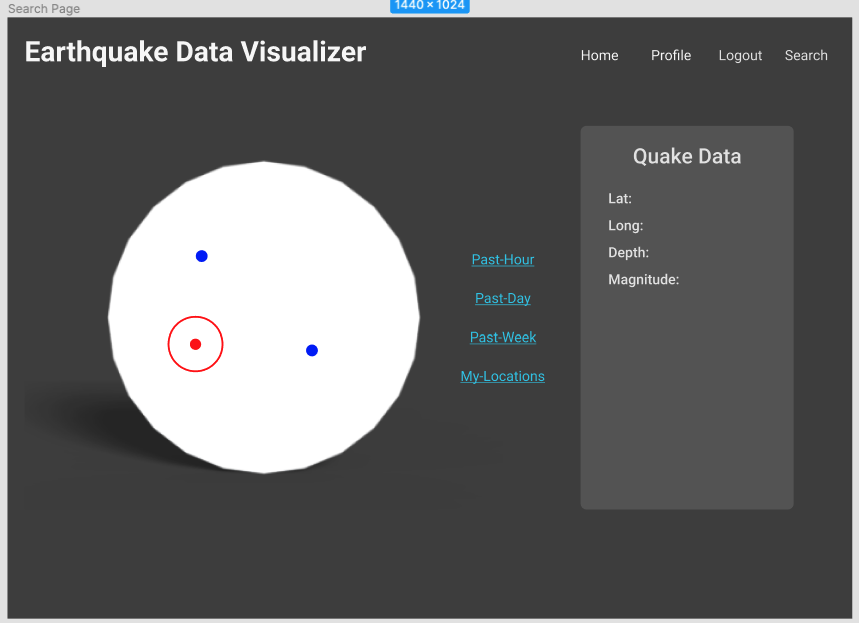 Search Page
1440 × 1024
Earthquake Data Visualizer
Home Profile Logout Search
Quake Data
Lat:
Long:
Depth:
Magnitude:
Past-Hour
Past-Day
Past-Week
My-Locations